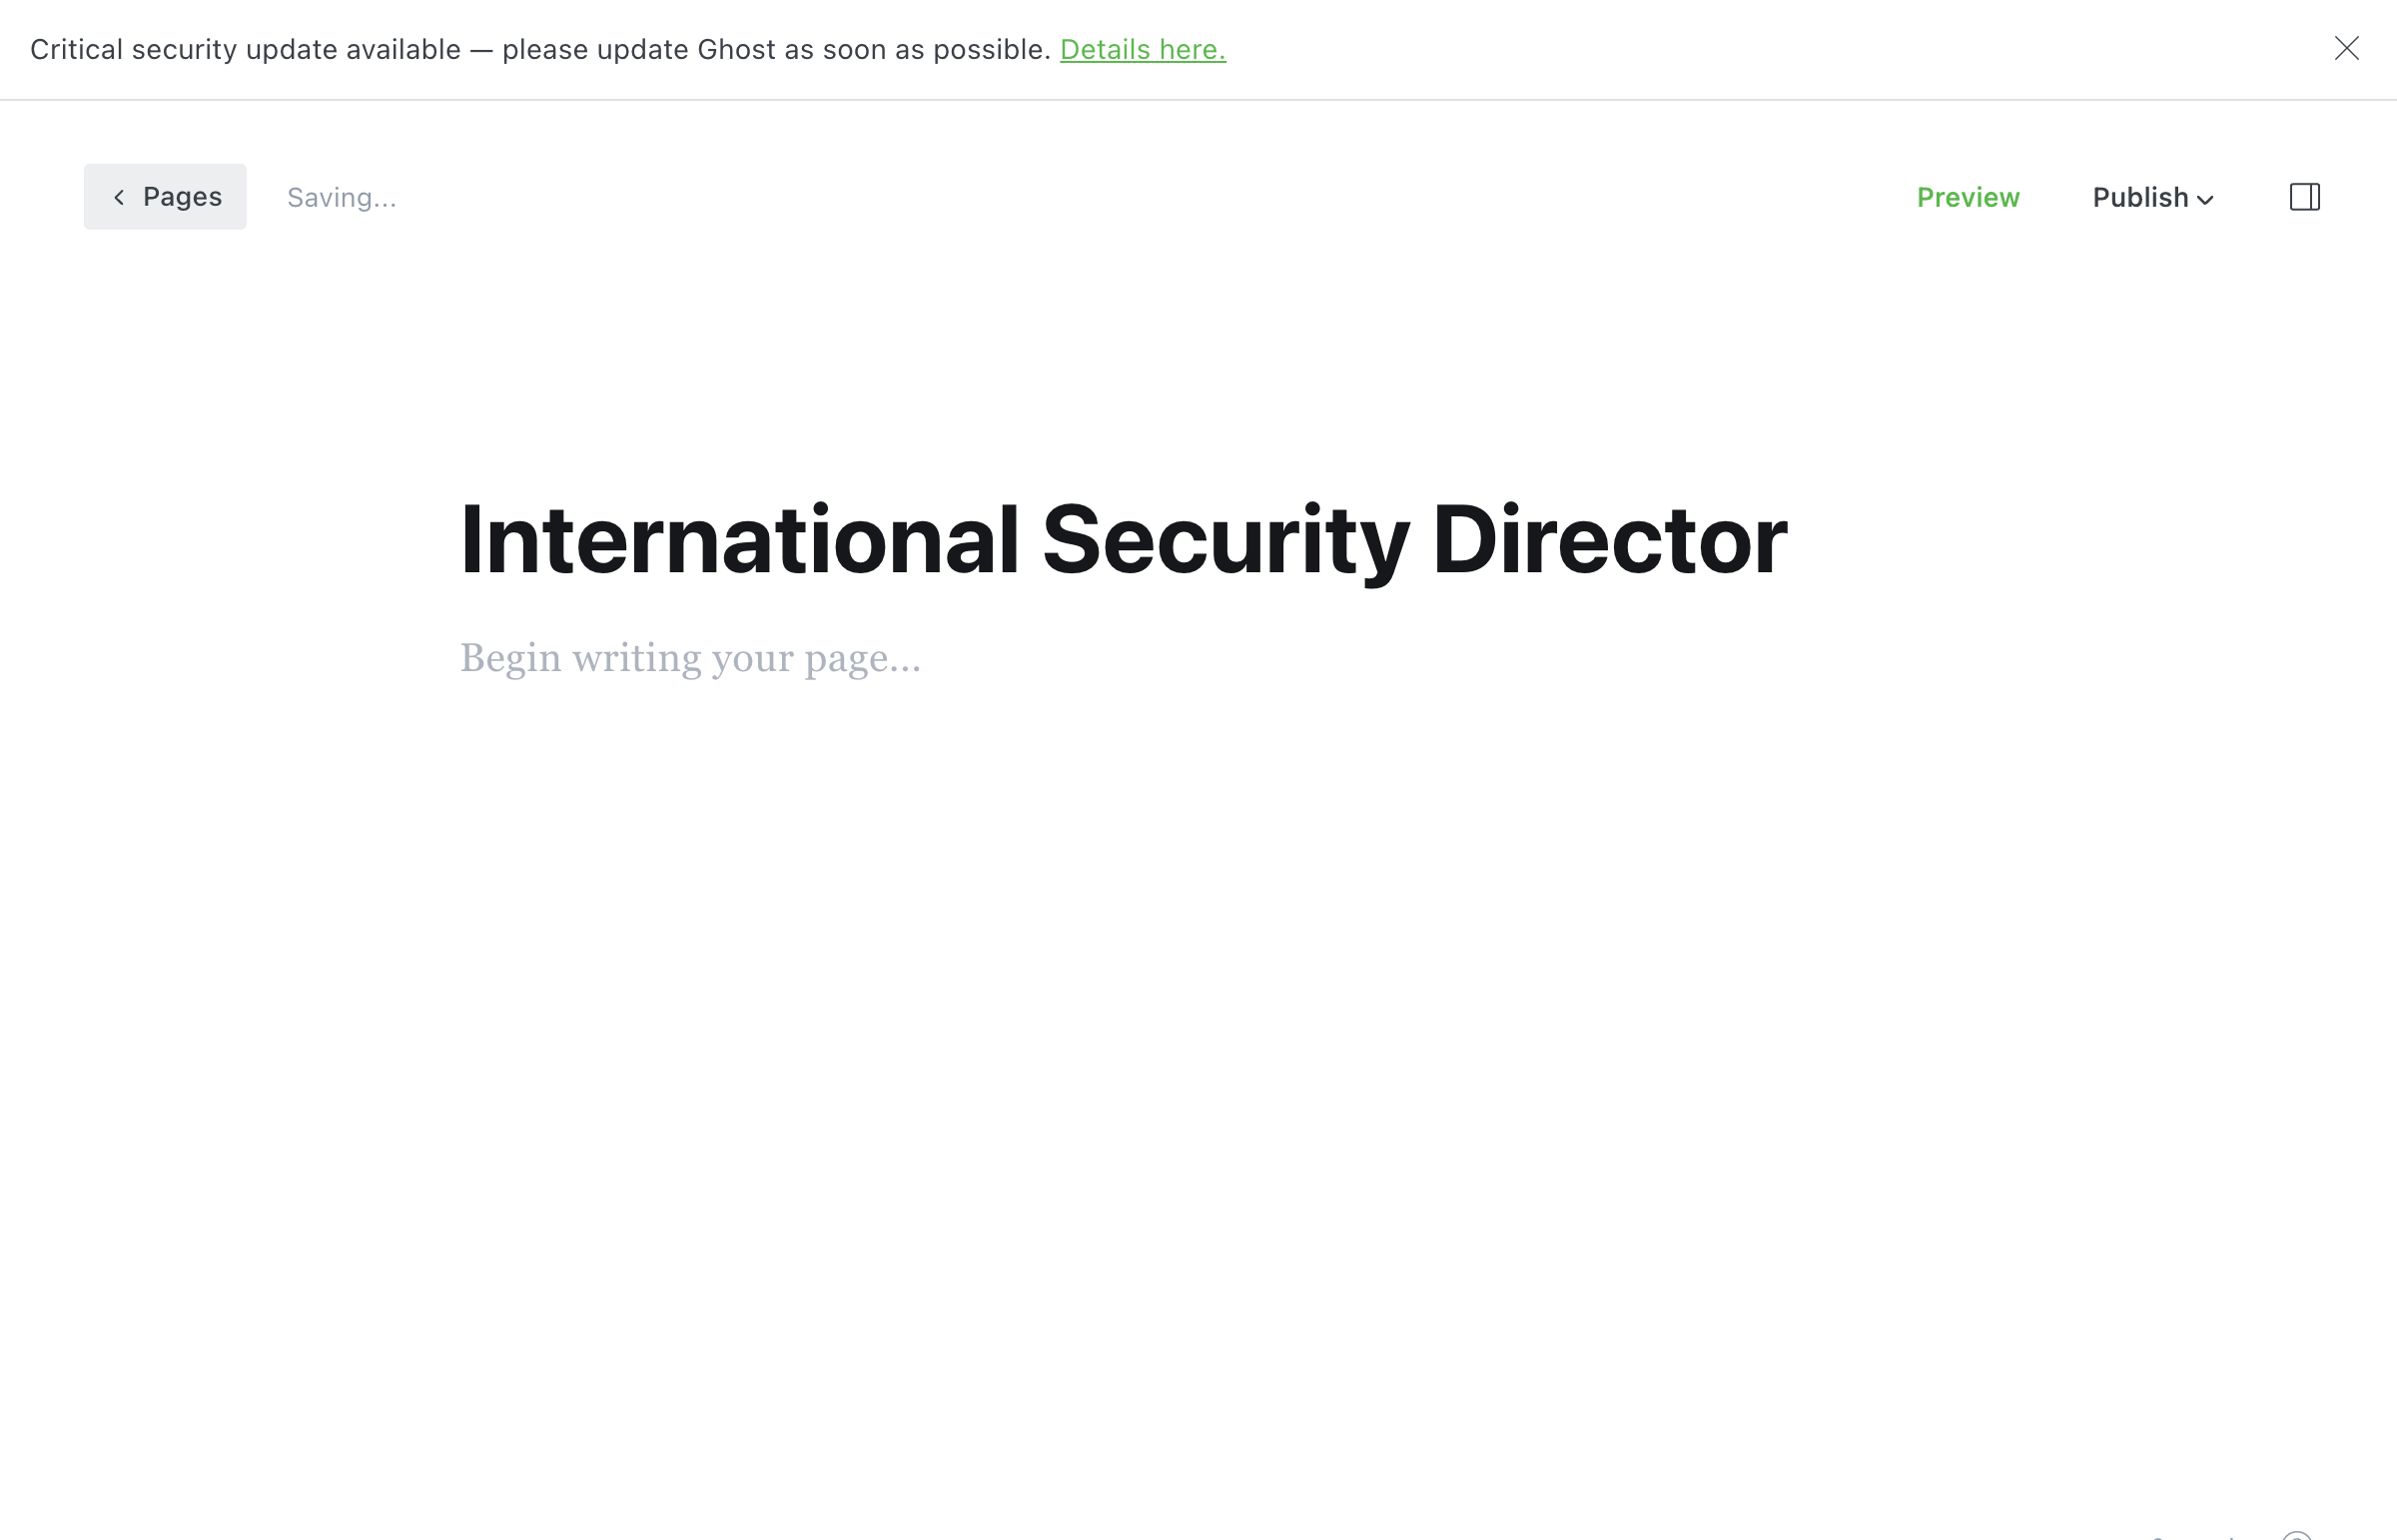 Critical security update available — please update Ghost as soon as possible. Details here.
Pages
Saving...
Preview
Publish
International Security Director
Begin writing your page...